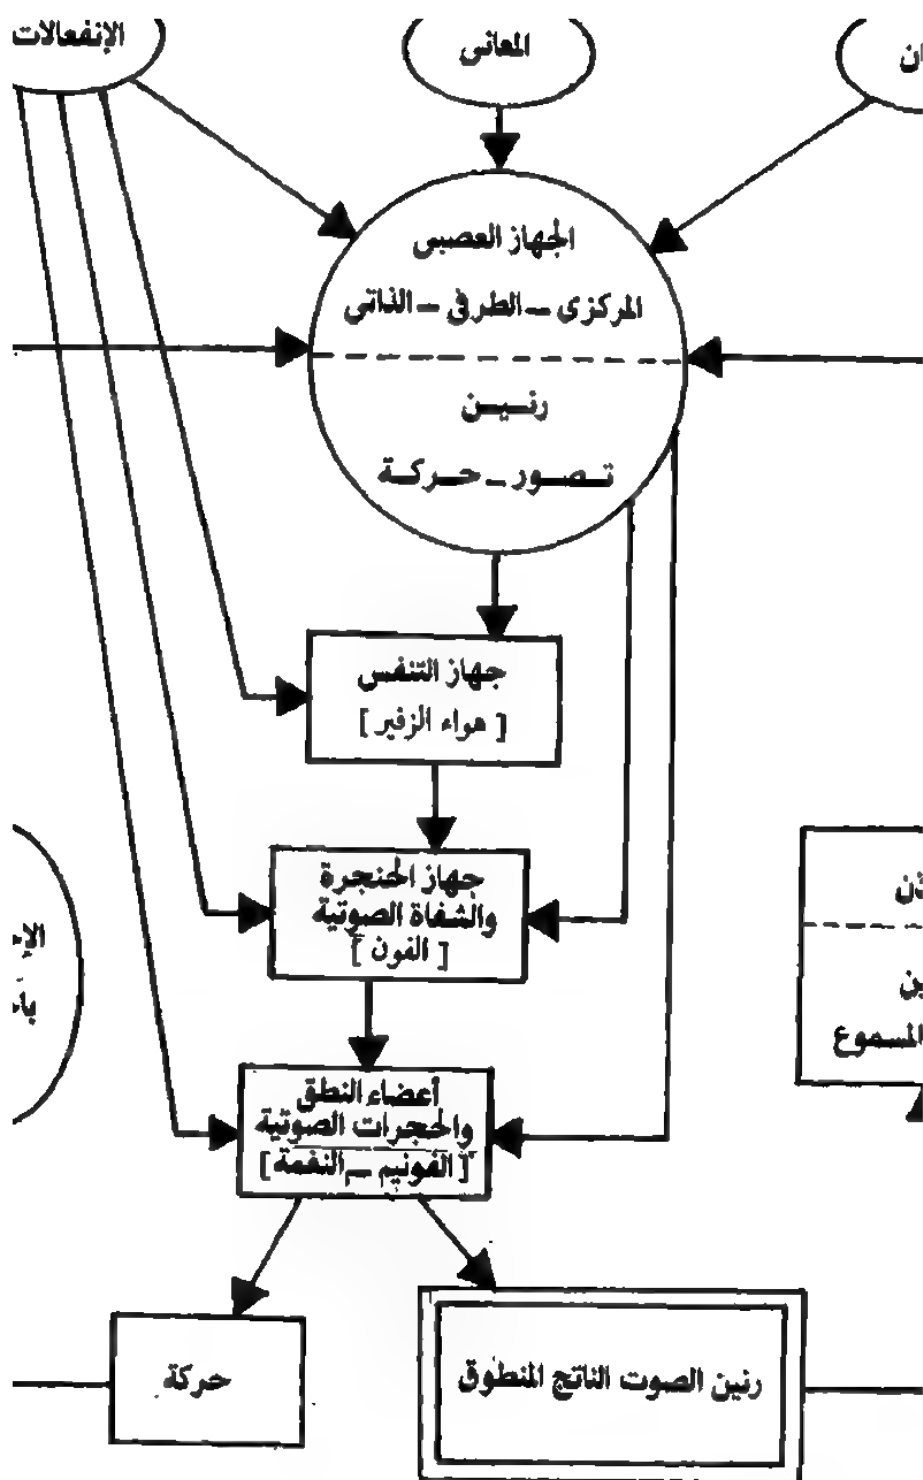 الإنفعالات
المعانى
الجهاز العصبى
المركزى – الطرفى – الذاتى
رنـيـن
تـصـور – حـركـة
جهاز التنفس
[ هواء الزفير ]
جهاز الحنجرة
والشفاة الصوتية
[ الفون ]
أعضاء النطق
والحجرات الصوتية
[ الفونيم – النغمة ]
المسموع
حركة
رنين الصوت الناتج المنطوق